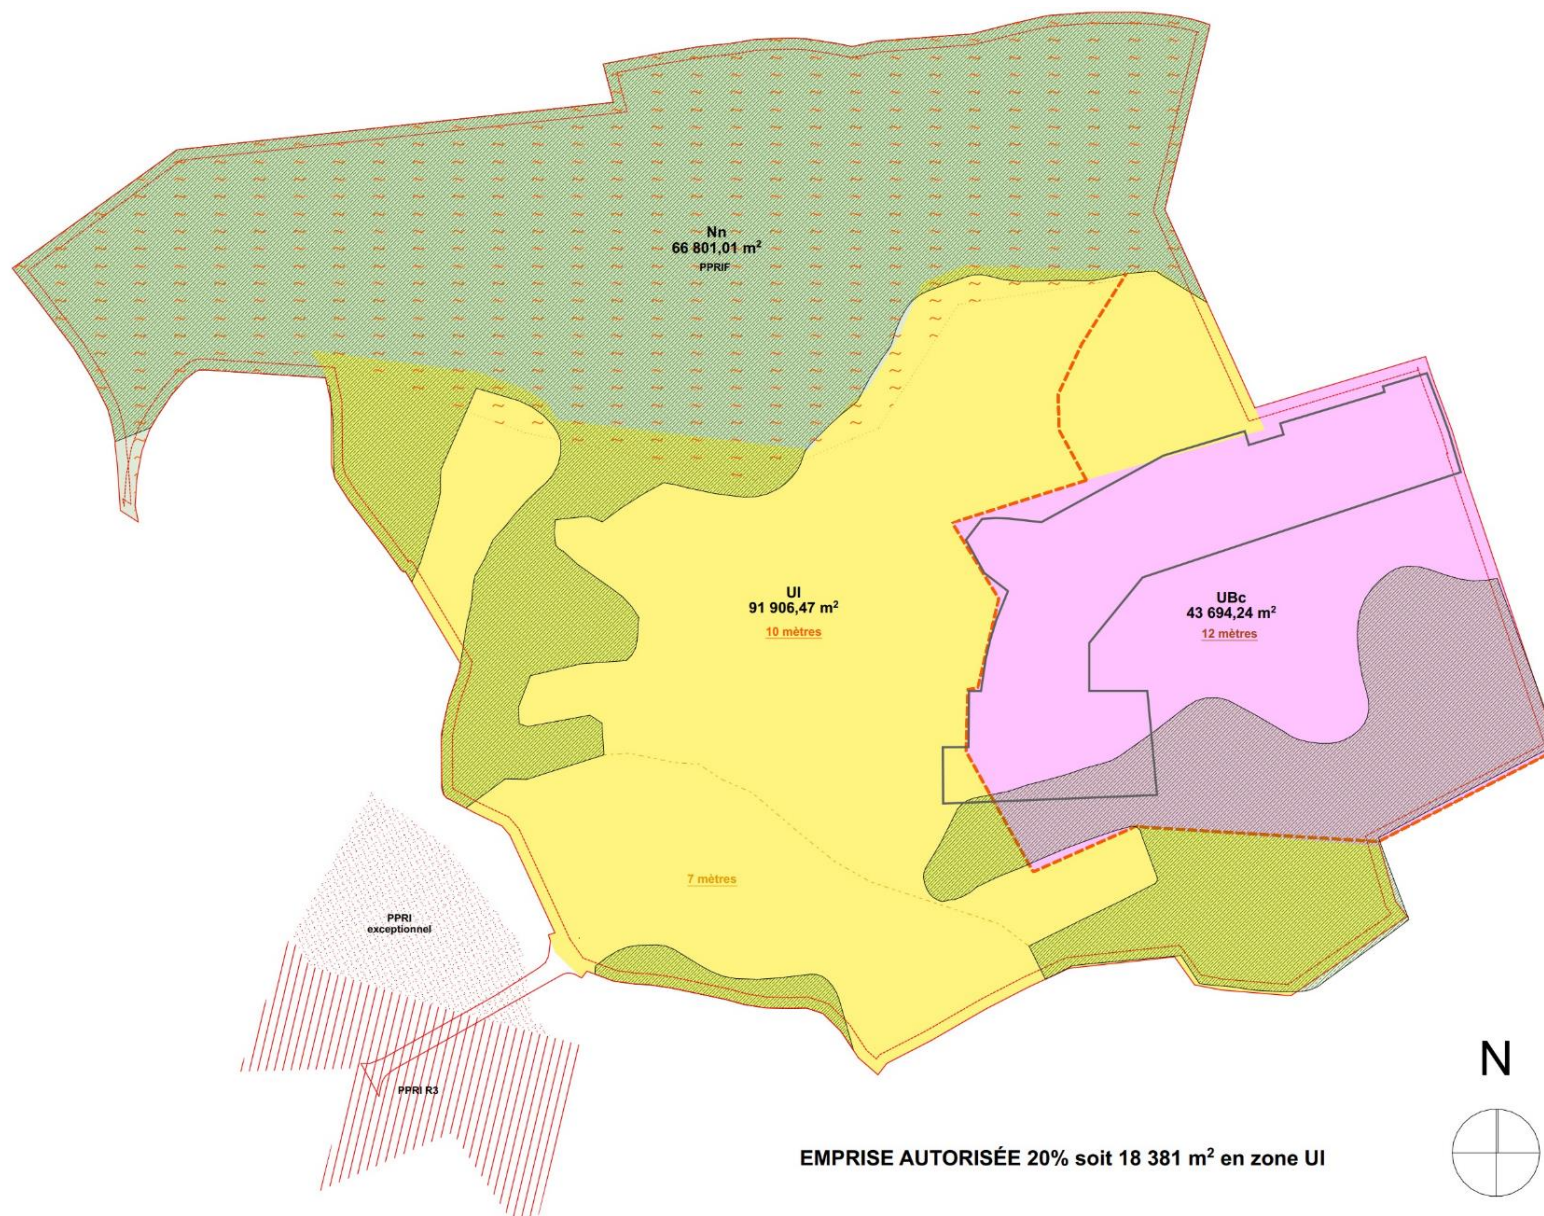 Nn
66 801,01 m²
PPRIF
UI
91 906,47 m²
10 mètres
UBc
43 694,24 m²
12 mètres
7 mètres
PPRI
exceptionnel
PPRI R3
N
EMPRISE AUTORISÉE 20% soit 18 381 m² en zone UI